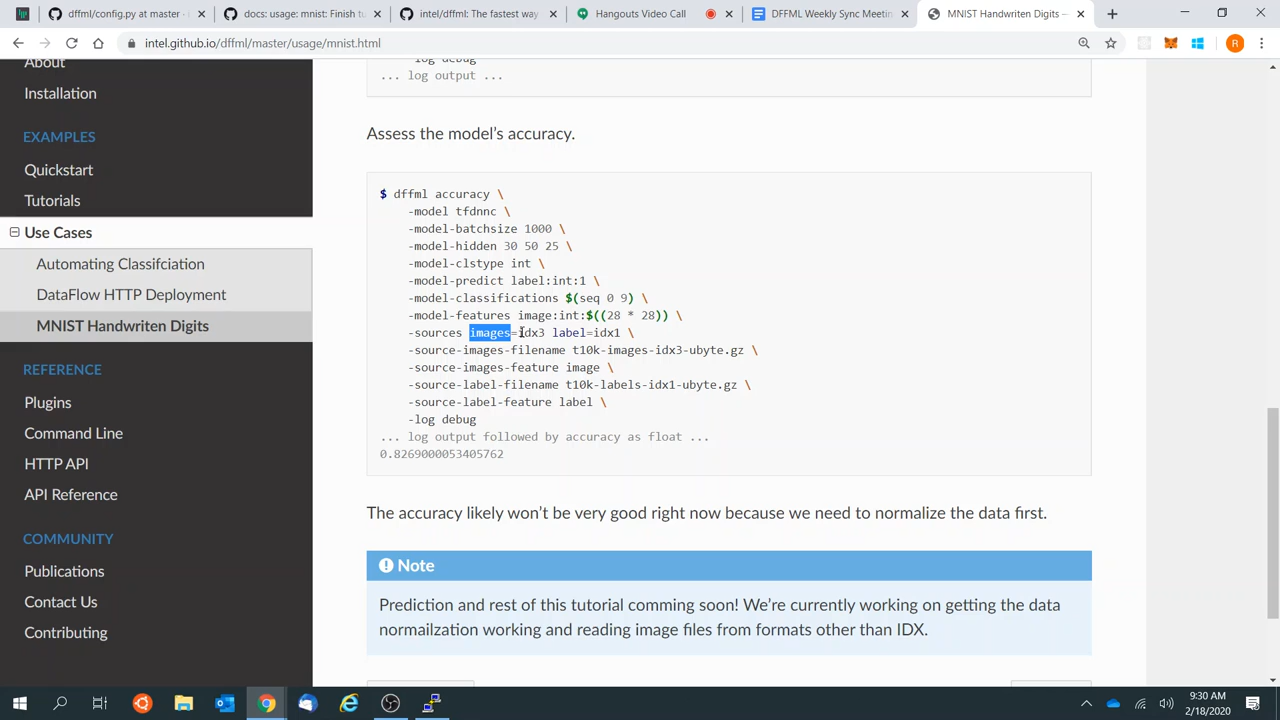 dffml/config.py at master · i
docs: usage: mnist: Finish tu
intel/dffml: The fastest way
Hangouts Video Call
DFFML Weekly Sync Meetin
MNIST Handwriten Digits —
intel.github.io/dffml/master/usage/mnist.html
R
About
Installation
EXAMPLES
Quickstart
Tutorials
Use Cases
Automating Classifciation
DataFlow HTTP Deployment
MNIST Handwriten Digits
REFERENCE
Plugins
Command Line
HTTP API
API Reference
COMMUNITY
Publications
Contact Us
Contributing
-log debug
... log output ...
Assess the model's accuracy.
$ dffml accuracy \
-model tfdnnc \
-model-batchsize 1000 \
-model-hidden 30 50 25 \
-model-clstype int \
-model-predict label:int:1 \
-model-classifications $(seq 0 9) \
-model-features image:int:$((28 * 28)) \
-sources images=idx3 label=idx1 \
-source-images-filename t10k-images-idx3-ubyte.gz \
-source-images-feature image \
-source-label-filename t10k-labels-idx1-ubyte.gz \
-source-label-feature label \
-log debug
... log output followed by accuracy as float ...
0.8269000053405762
The accuracy likely won't be very good right now because we need to normalize the data first.
Note
Prediction and rest of this tutorial comming soon! We're currently working on getting the data
normailzation working and reading image files from formats other than IDX.
9:30 AM
2/18/2020